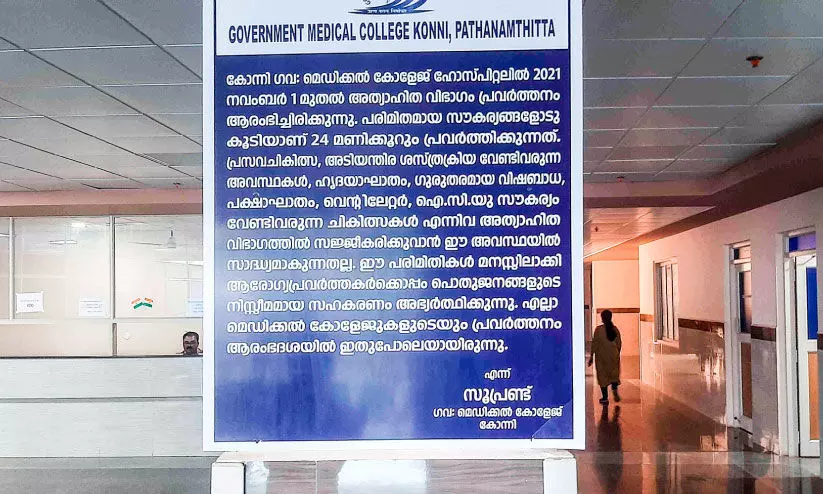 GOVERNMENT MEDICAL COLLEGE KONNI, PATHANAMTHITTA
കോന്നി ഗവഃ മെഡിക്കൽ കോളേജ് ഹോസ്പിറ്റലിൽ 2021
നവംബർ 1 മുതൽ അത്യാഹിത വിഭാഗം പ്രവർത്തനം
ആരംഭിച്ചിരിക്കുന്നു. പരിമിതമായ സൗകര്യങ്ങളോടു
കൂടിയാണ് 24 മണിക്കൂറും പ്രവർത്തിക്കുന്നത്.
പ്രസവചികിത്സ, അടിയന്തിര ശസ്ത്രക്രിയ വേണ്ടിവരുന്ന
അവസ്ഥകൾ, ഹൃദയാഘാതം, ഗുരുതരമായ വിഷബാധ,
പക്ഷാഘാതം, വെന്റിലേറ്റർ, ഐ.സി.യു സൗകര്യം
വേണ്ടിവരുന്ന ചികിത്സകൾ എന്നിവ അത്യാഹിത
വിഭാഗത്തിൽ സജ്ജീകരിക്കുവാൻ ഈ അവസ്ഥയിൽ
സാദ്ധ്യമാകുന്നതല്ല. ഈ പരിമിതികൾ മനസ്സിലാക്കി
ആരോഗ്യപ്രവർത്തകർക്കൊപ്പം പൊതുജനങ്ങളുടെ
നിസ്സീമമായ സഹകരണം അഭ്യർത്ഥിക്കുന്നു. എല്ലാ
മെഡിക്കൽ കോളേജുകളുടെയും പ്രവർത്തനം
ആരംഭദശയിൽ ഇതുപോലെയായിരുന്നു.
എന്ന്
സൂപ്രണ്ട്
ഗവഃ മെഡിക്കൽ കോളേജ്
കോന്നി